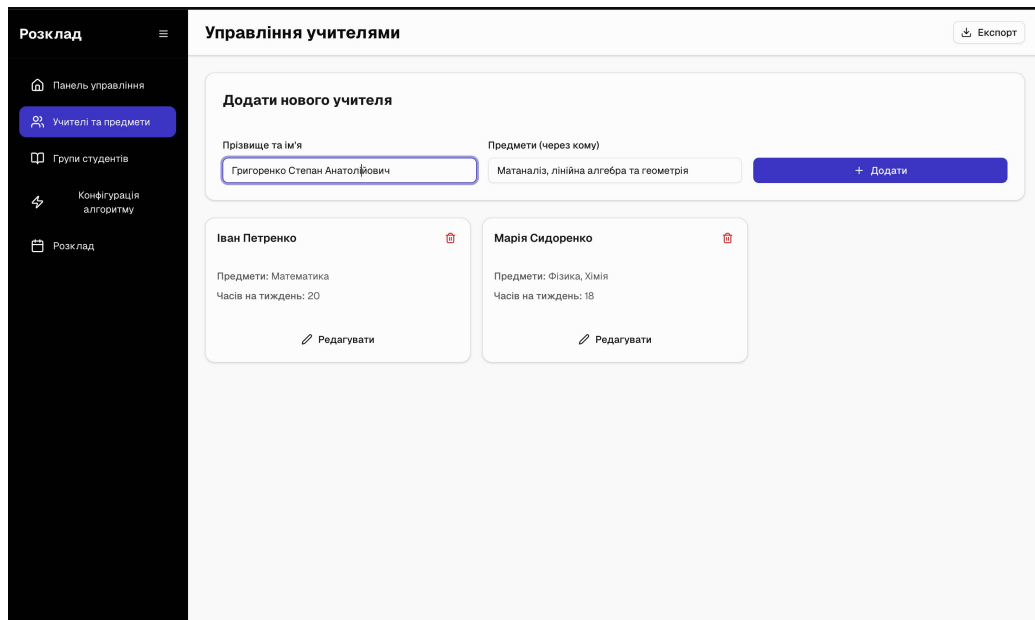 Розклад
Управління учителями
Експорт
Панель управління
Учителі та предмети
Групи студентів
Конфігурація
алгоритму
Розклад
Додати нового учителя
Прізвище та ім'я
Предмети (через кому)
Григоренко Степан Анатолійович
Матаналіз, лінійна алгебра та геометрія
+ Додати
Іван Петренко
Предмети: Математика
Часів на тиждень: 20
Редагувати
Марія Сидоренко
Предмети: Фізика, Хімія
Часів на тиждень: 18
Редагувати